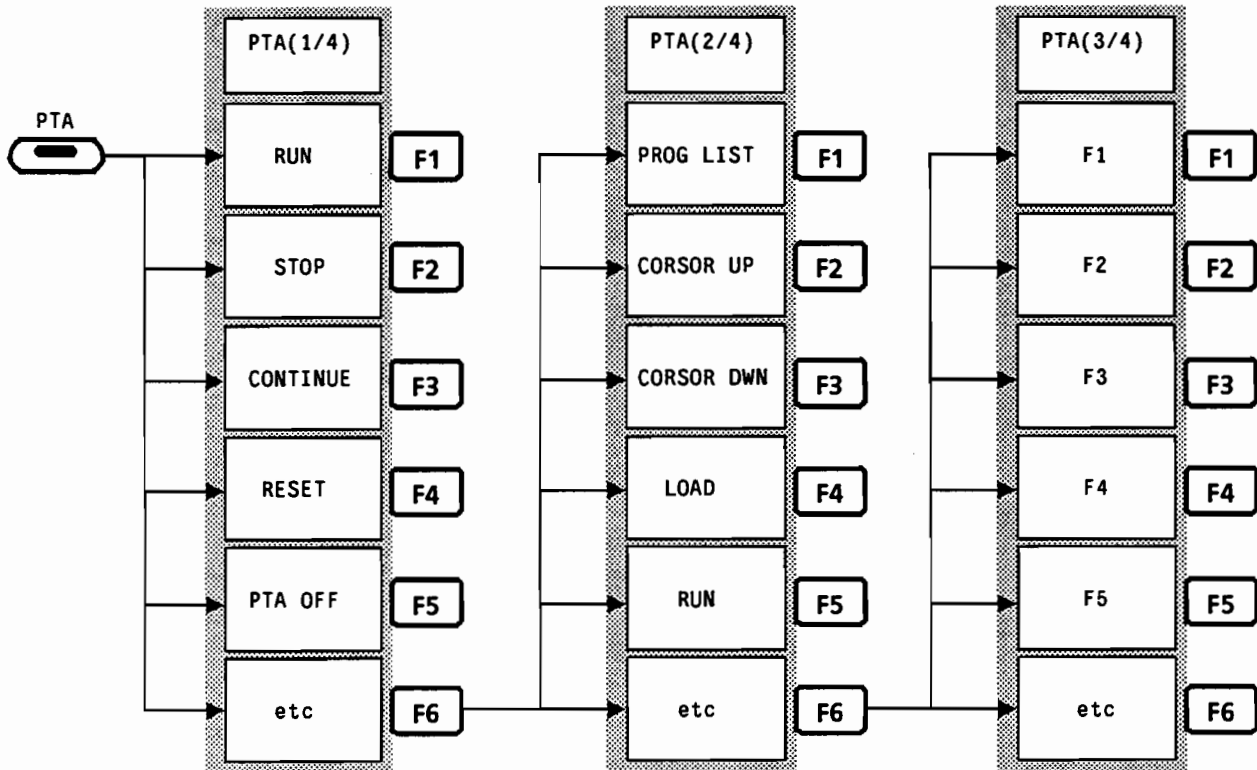 PTA(1/4) PTA(2/4) PTA(3/4)
PTA
RUN F1 PROG LIST F1 F1 F1
STOP F2 CORSOR UP F2 F2 F2
CONTINUE F3 CORSOR DWN F3 F3 F3
RESET F4 LOAD F4 F4 F4
PTA OFF F5 RUN F5 F5 F5
etc F6 etc F6 etc F6